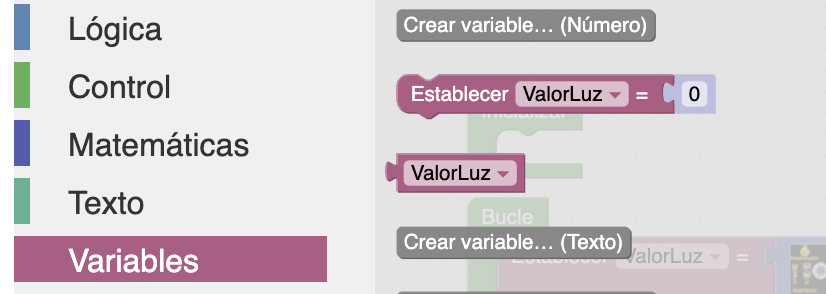 Lógica
Control
Matemáticas
Texto
Variables
Crear variable... (Número)
Establecer ValorLuz = 0
Inicializar
ValorLuz
Bucle
Crear variable... (Texto)
Establecer ValorLuz =